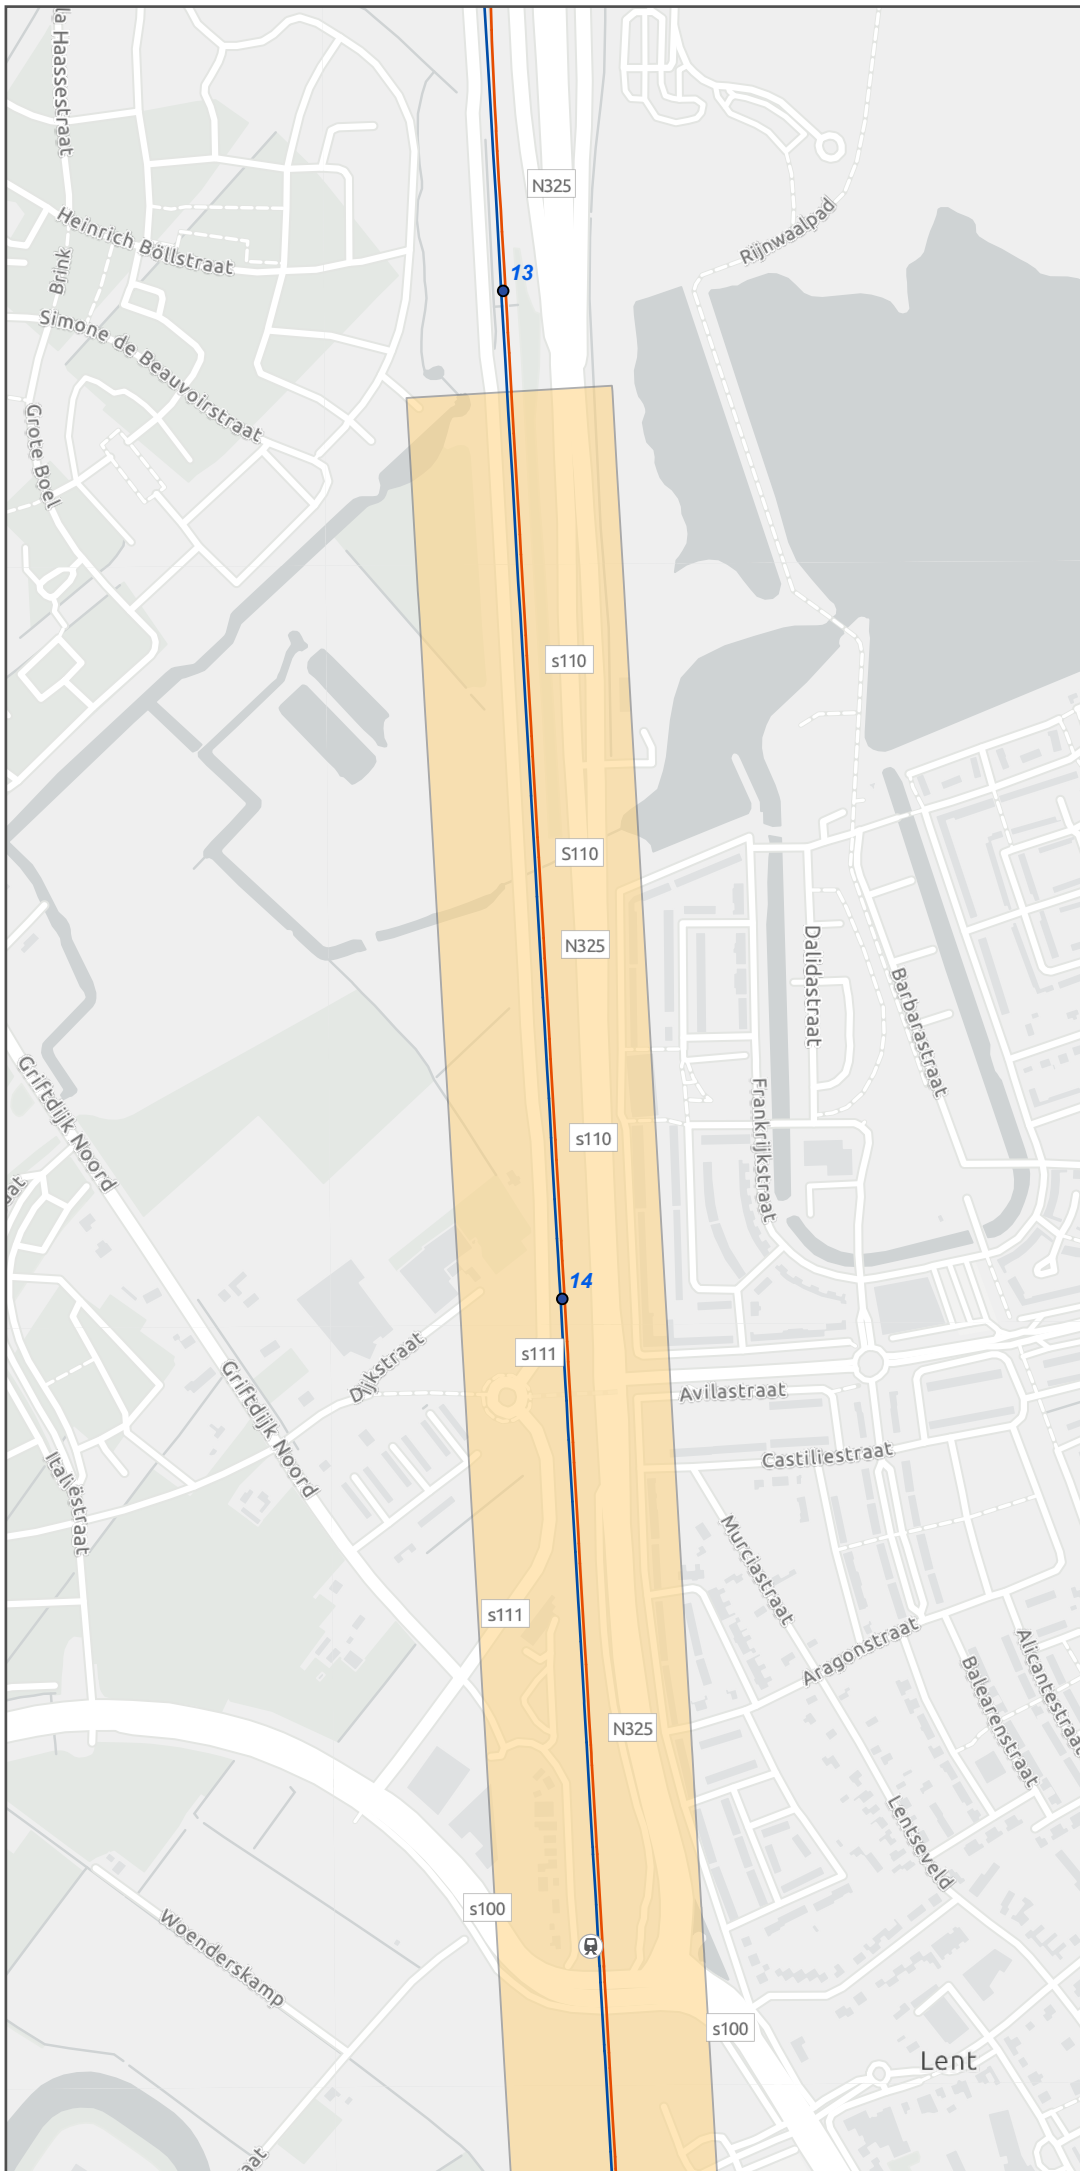 la Haassestraat
N325
Rijnwaalpad
Heinrich Böllstraat
Brink
13
Simone de Beauvoirstraat
Grote Boel
s110
S110
N325
Dalidastraat
Barbarastraat
Griftdijk Noord
Frankrijkstraat
s110
aat
14
s111
Dijkstraat
Avilastraat
Griftdijk Noord
Castiliestraat
Italiëstraat
Murciastraat
s111
Aragonstraat
Alicantestraat
Balearenstraat
N325
Lentseveld
s100
Woenderskamp
s100
Lent
aat